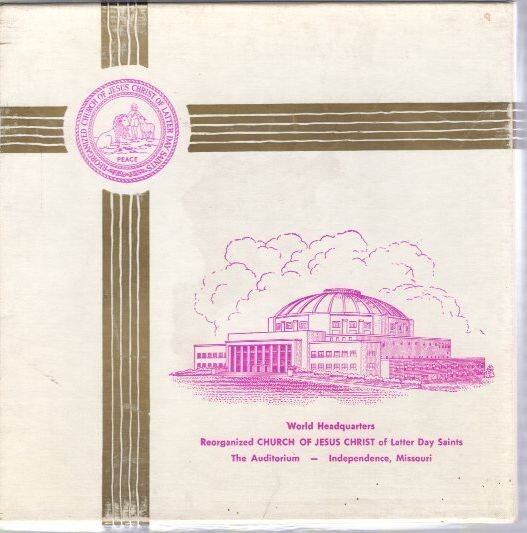 REORGANIZED CHURCH OF JESUS CHRIST OF LATTER DAY SAINTS
PEACE
World Headquarters
Reorganized CHURCH OF JESUS CHRIST of Latter Day Saints
The Auditorium — Independence, Missouri